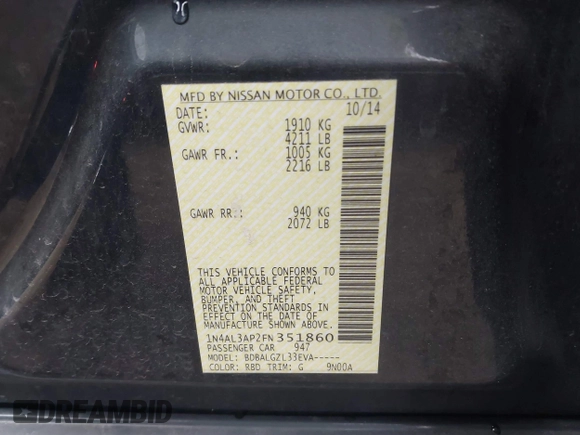 MFD BY NISSAN MOTOR CO., LTD.
DATE: 10/14
GVWR: 1910 KG
4211 LB
GAWR FR.: 1005 KG
2216 LB
GAWR RR.: 940 KG
2072 LB
THIS VEHICLE CONFORMS TO
ALL APPLICABLE FEDERAL
MOTOR VEHICLE SAFETY,
BUMPER, AND THEFT
PREVENTION STANDARDS IN
EFFECT ON THE DATE OF
MANUFACTURE SHOWN ABOVE.
1N4AL3AP2FN351860
PASSENGER CAR 947
MODEL: BDBALGZL33EVA-----
COLOR: RBD TRIM: G 9N00A
DREAMBID